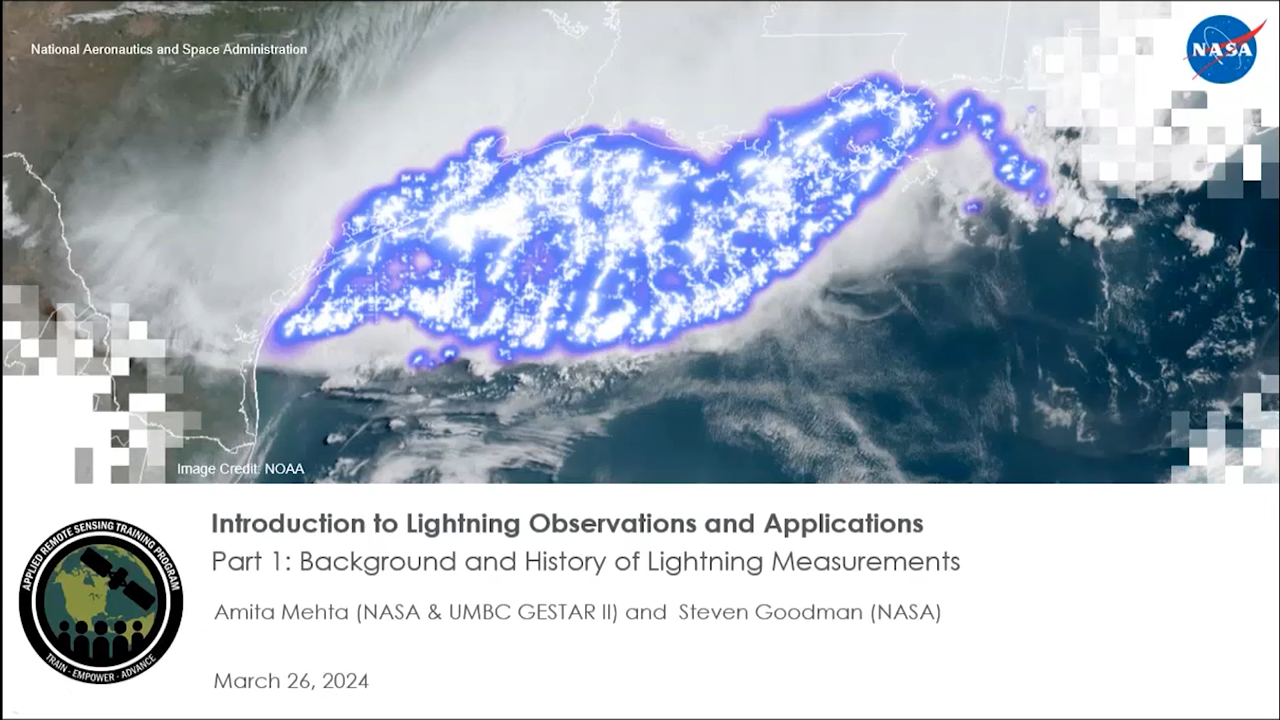 National Aeronautics and Space Administration
NASA
Image Credit: NOAA
APPLIED REMOTE SENSING TRAINING PROGRAM
TRAIN - EMPOWER - ADVANCE
Introduction to Lightning Observations and Applications
Part 1: Background and History of Lightning Measurements
Amita Mehta (NASA & UMBC GESTAR II) and Steven Goodman (NASA)
March 26, 2024